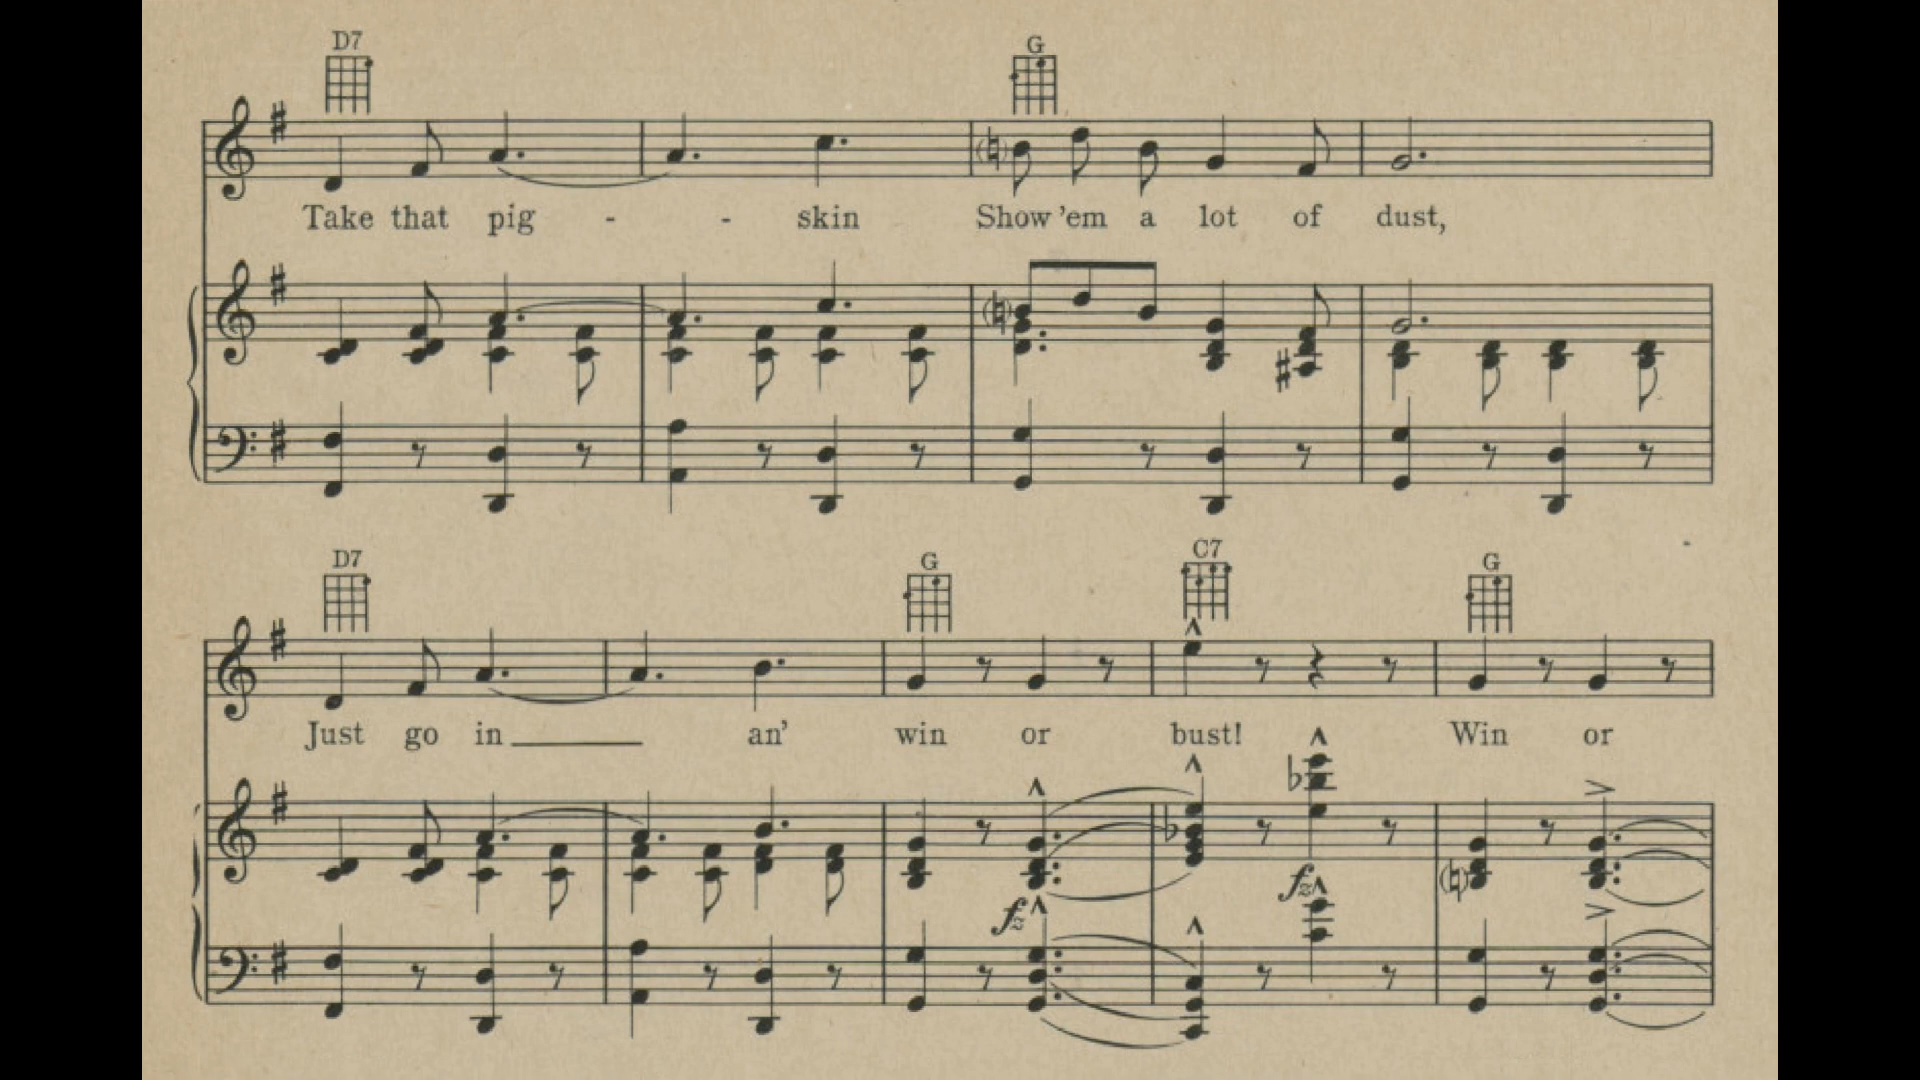 D7 G
Take that pig - - skin Show 'em a lot of dust,
D7 G C7 G
Just go in an' win or bust! Win or
fz
fz